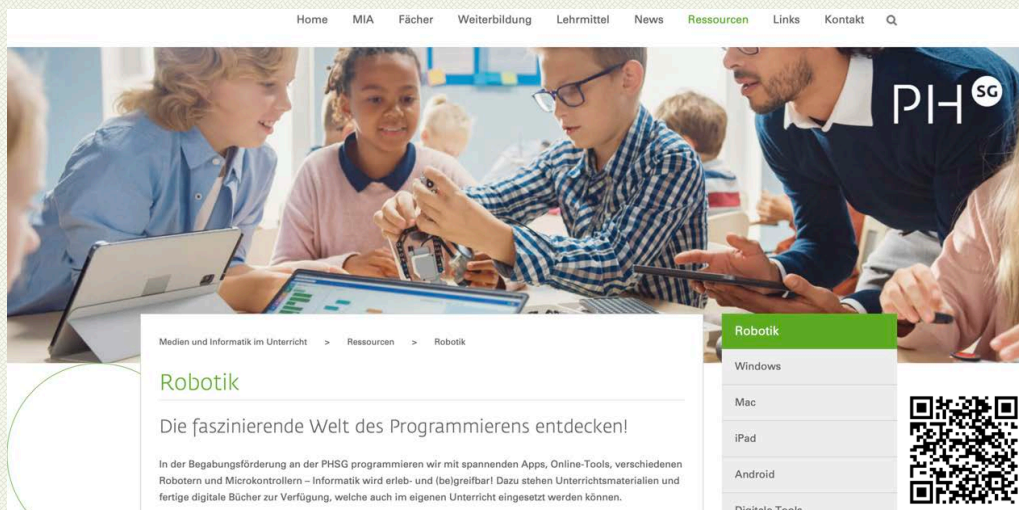 Home MIA Fächer Weiterbildung Lehrmittel News Ressourcen Links Kontakt
PH SG
Medien und Informatik im Unterricht > Ressourcen > Robotik
Robotik
Die faszinierende Welt des Programmierens entdecken!
In der Begabungsförderung an der PHSG programmieren wir mit spannenden Apps, Online-Tools, verschiedenen
Robotern und Microkontrollern – Informatik wird erleb- und (be)greifbar! Dazu stehen Unterrichtsmaterialien und
fertige digitale Bücher zur Verfügung, welche auch im eigenen Unterricht eingesetzt werden können.
Robotik
Windows
Mac
iPad
Android
Digitale Tools